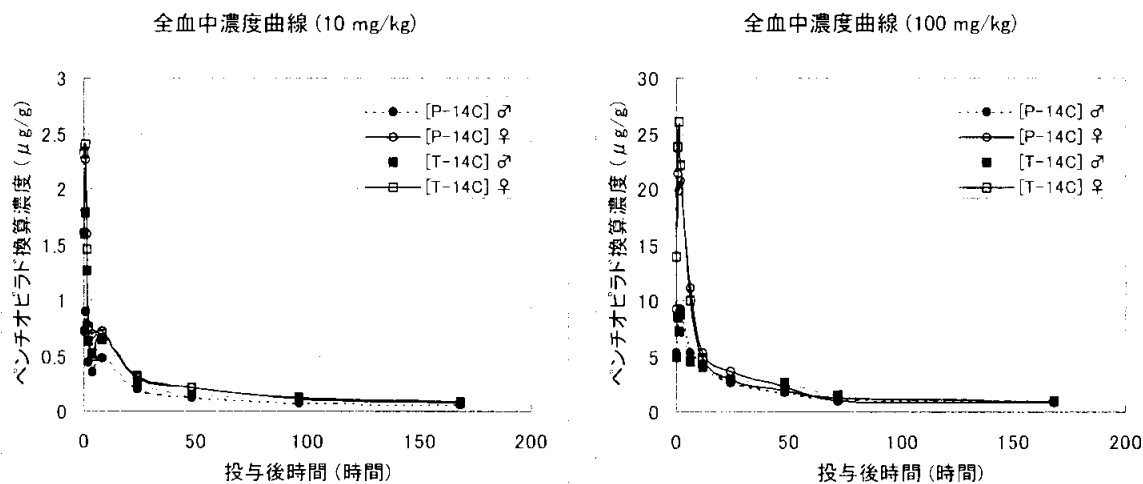 全血中濃度曲線 (10 mg/kg)
ペンチオピラド換算濃度 (μg/g)
3
2.5
2
1.5
1
0.5
0
[P-14C] ♂
[P-14C] ♀
[T-14C] ♂
[T-14C] ♀
0 50 100 150 200
投与後時間 (時間)
全血中濃度曲線 (100 mg/kg)
ペンチオピラド換算濃度 (μg/g)
30
25
20
15
10
5
0
[P-14C] ♂
[P-14C] ♀
[T-14C] ♂
[T-14C] ♀
0 50 100 150 200
投与後時間 (時間)